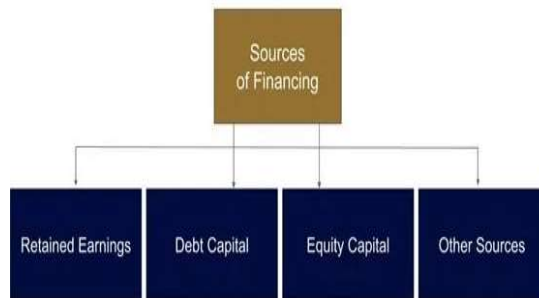 Sources
of Financing
Retained Earnings
Debt Capital
Equity Capital
Other Sources